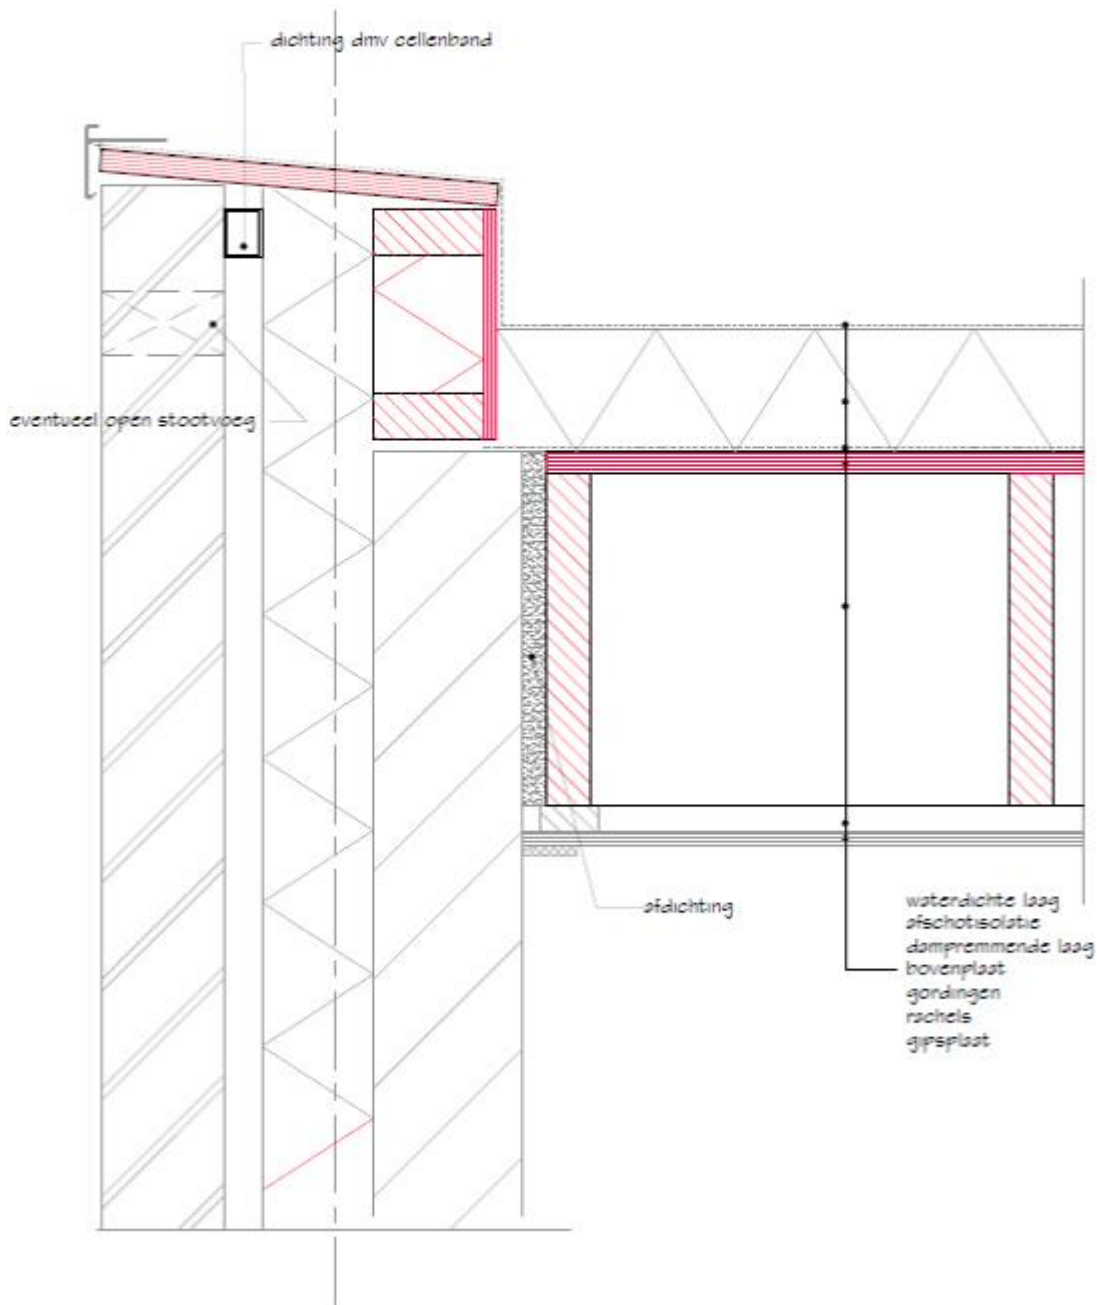 dichting dmv cellenband
eventueel open stootvoeg
afdichting
waterdichte laag
afschotisolatie
dampremmende laag
bovenplaat
gordingen
rachels
gipsplaat